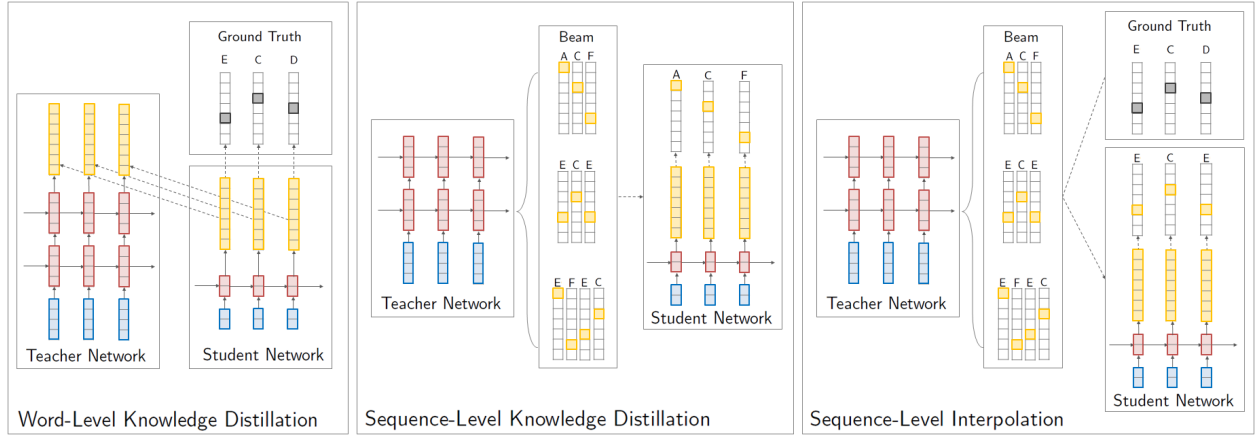 Ground Truth
E C D
Teacher Network
Student Network
Word-Level Knowledge Distillation
Beam
A C F
E C E
E F E C
Teacher Network
A C F
Student Network
Sequence-Level Knowledge Distillation
Beam
A C F
E C E
E F E C
Teacher Network
Ground Truth
E C D
E C E
Student Network
Sequence-Level Interpolation